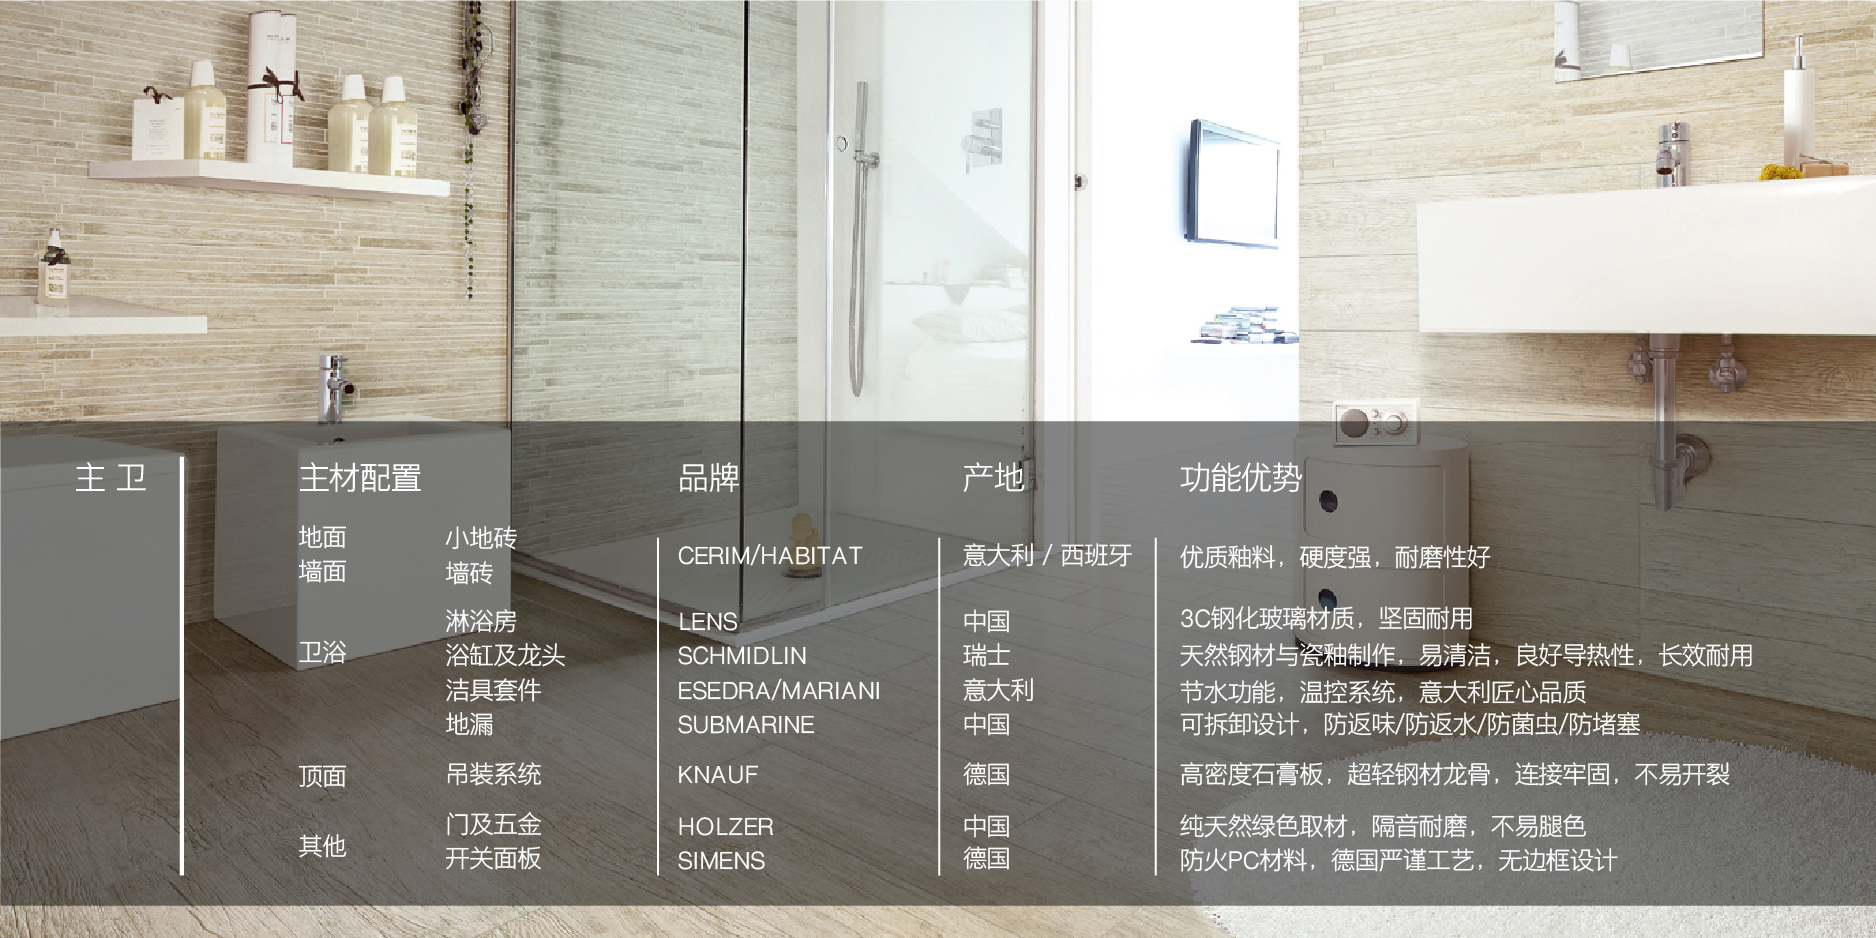 主 卫
主材配置 品牌 产地 功能优势
地面 小地砖
墙面 墙砖
CERIM/HABITAT 意大利 / 西班牙 优质釉料，硬度强，耐磨性好
卫浴
淋浴房 LENS 中国 3C钢化玻璃材质，坚固耐用
浴缸及龙头 SCHMIDLIN 瑞士 天然钢材与瓷釉制作，易清洁，良好导热性，长效耐用
洁具套件 ESEDRA/MARIANI 意大利 节水功能，温控系统，意大利匠心品质
地漏 SUBMARINE 中国 可拆卸设计，防返味/防返水/防菌虫/防堵塞
顶面 吊装系统 KNAUF 德国 高密度石膏板，超轻钢材龙骨，连接牢固，不易开裂
其他
门及五金 HOLZER 中国 纯天然绿色取材，隔音耐磨，不易腿色
开关面板 SIMENS 德国 防火PC材料，德国严谨工艺，无边框设计